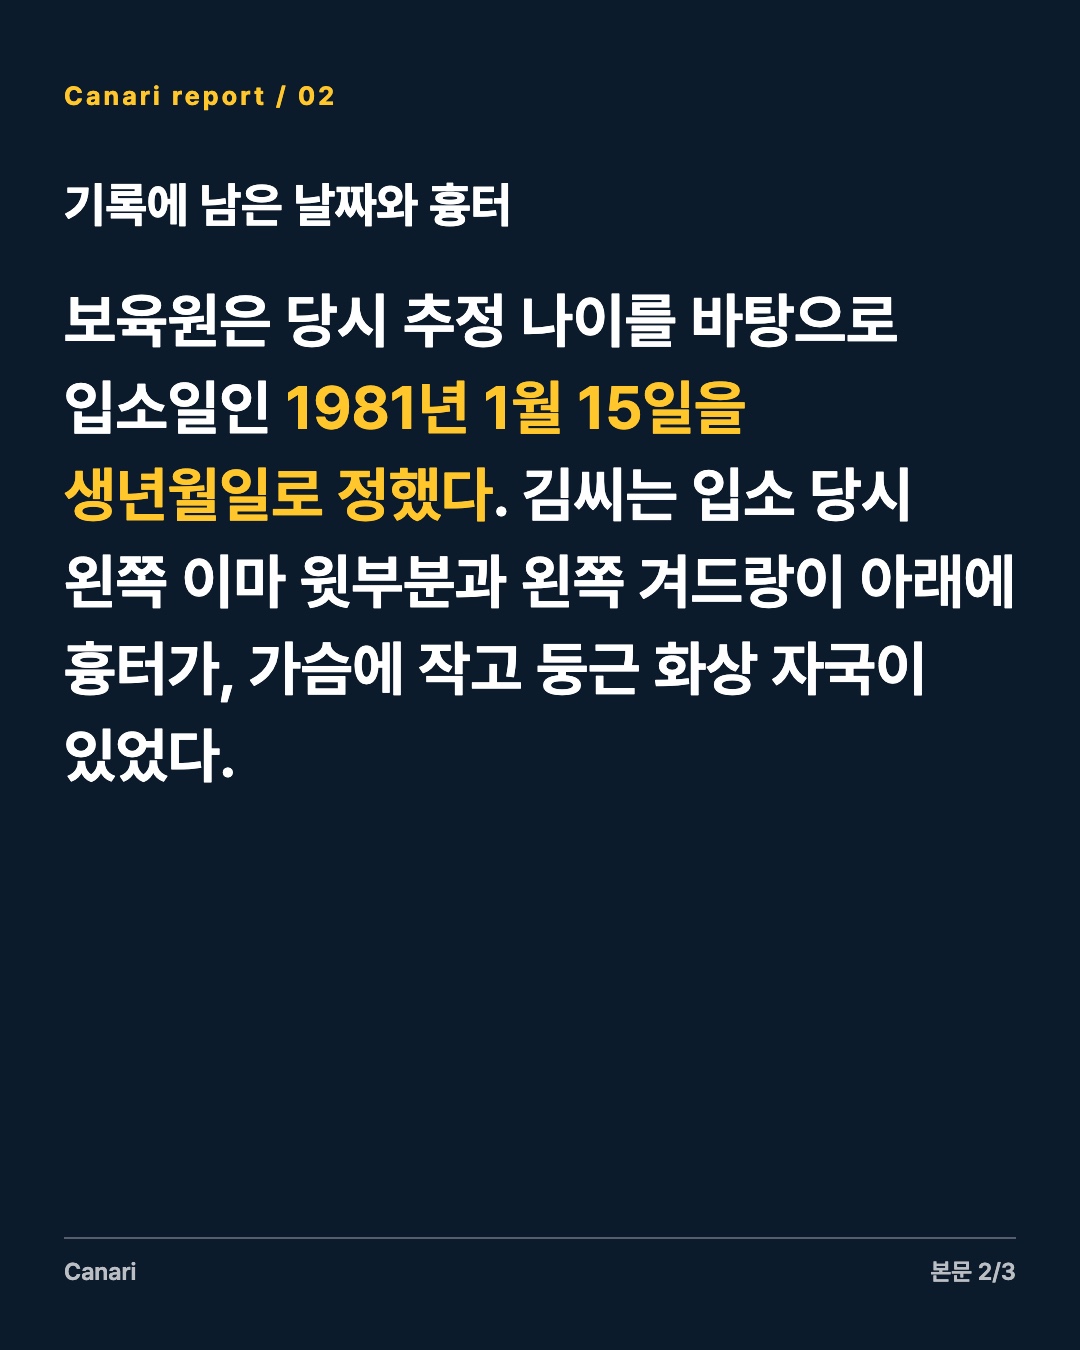 Canari report / 02
기록에 남은 날짜와 흉터
보육원은 당시 추정 나이를 바탕으로
입소일인 1981년 1월 15일을
생년월일로 정했다. 김씨는 입소 당시
왼쪽 이마 윗부분과 왼쪽 겨드랑이 아래에
흉터가, 가슴에 작고 둥근 화상 자국이
있었다.
Canari
본문 2/3